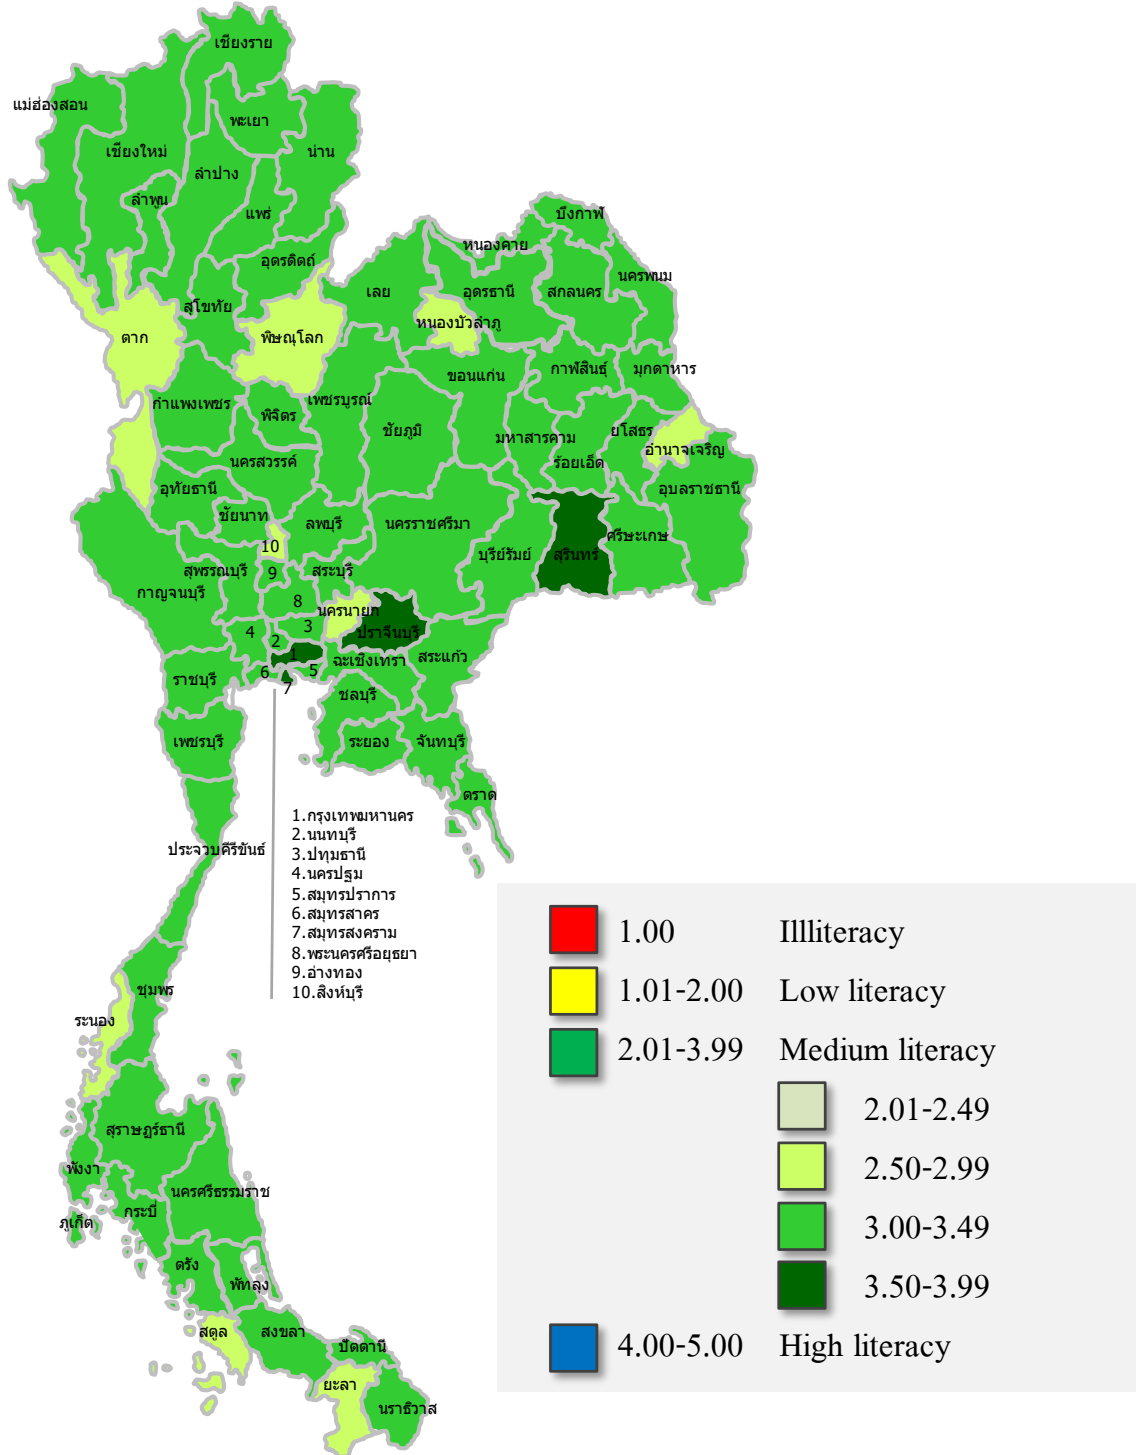 เชียงราย
แม่ฮ่องสอน
พะเยา
เชียงใหม่
น่าน
ลำปาง
ลำพูน
แพร่
บึงกาฬ
หนองคาย
อุตรดิตถ์
นครพนม
เลย
อุดรธานี
สกลนคร
สุโขทัย
หนองบัวลำภู
ตาก
พิษณุโลก
ขอนแก่น
กาฬสินธุ์
มุกดาหาร
กำแพงเพชร
เพชรบูรณ์
พิจิตร
ชัยภูมิ
มหาสารคาม
ยโสธร
อำนาจเจริญ
นครสวรรค์
ร้อยเอ็ด
อุทัยธานี
อุบลราชธานี
ชัยนาท
ลพบุรี
นครราชสีมา
ศรีษะเกษ
10
บุรีย์รัมย์
สุรินทร์
สุพรรณบุรี
9
สระบุรี
กาญจนบุรี
8
นครนายก
4
3
ปราจีนบุรี
2
1
ฉะเชิงเทรา
สระแก้ว
6
5
ราชบุรี
7
ชลบุรี
เพชรบุรี
ระยอง
จันทบุรี
ตราด
ประจวบคีรีขันธ์
1.กรุงเทพมหานคร
2.นนทบุรี
3.ปทุมธานี
4.นครปฐม
5.สมุทรปราการ
6.สมุทรสาคร
7.สมุทรสงคราม
8.พระนครศรีอยุธยา
9.อ่างทอง
10.สิงห์บุรี
ชุมพร
ระนอง
สุราษฎร์ธานี
พังงา
นครศรีธรรมราช
กระบี่
ภูเก็ต
ตรัง
พัทลุง
สตูล
สงขลา
ปัตตานี
ยะลา
นราธิวาส
1.00 Illliteracy
1.01-2.00 Low literacy
2.01-3.99 Medium literacy
2.01-2.49
2.50-2.99
3.00-3.49
3.50-3.99
4.00-5.00 High literacy